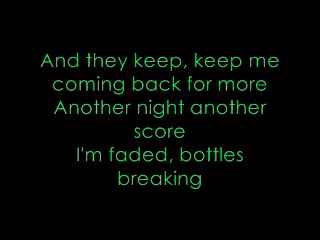 And they keep, keep me
coming back for more
Another night another
score
I'm faded, bottles
breaking